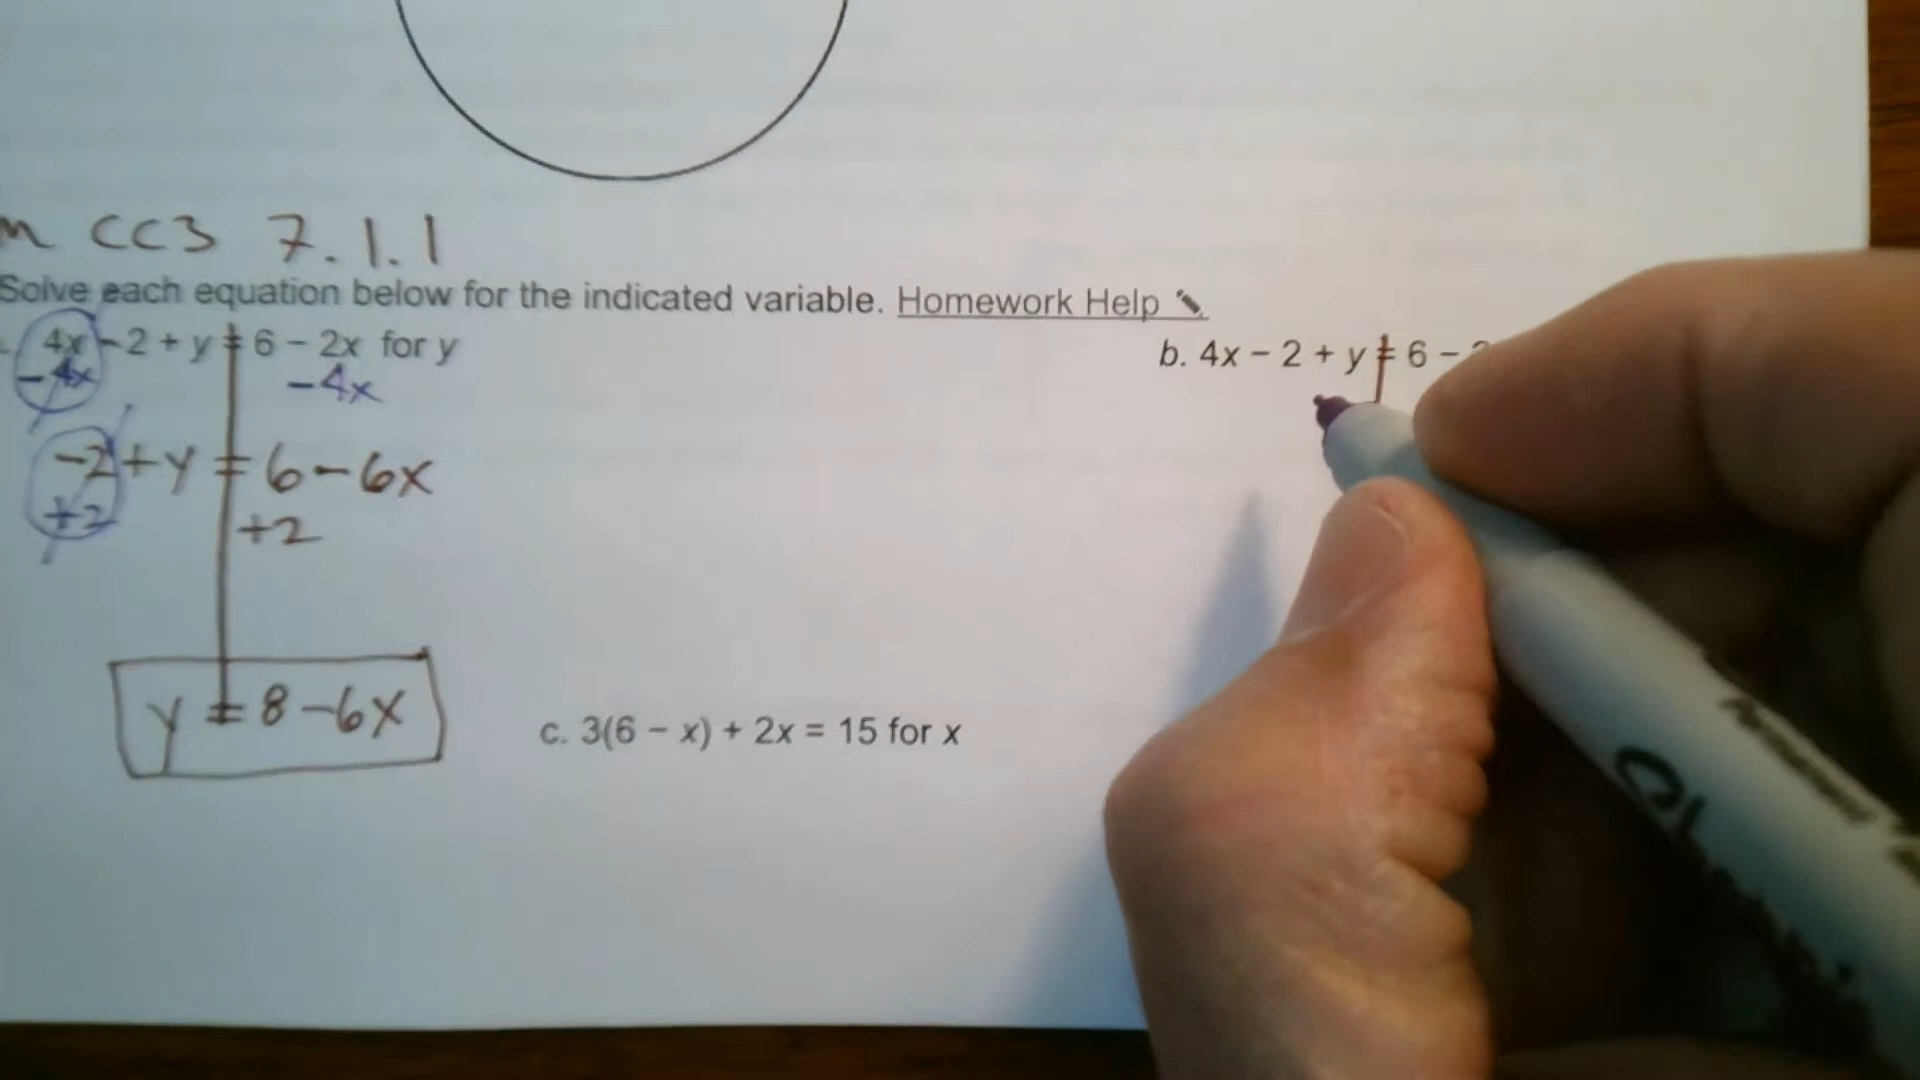 CC3 7.1.1
Solve each equation below for the indicated variable. Homework Help ✎
4x - 2 + y = 6 - 2x for y
-4x -4x
-2 + y = 6 - 6x
+2 +2
y = 8 - 6x
b. 4x - 2 + y = 6 -
c. 3(6 - x) + 2x = 15 for x